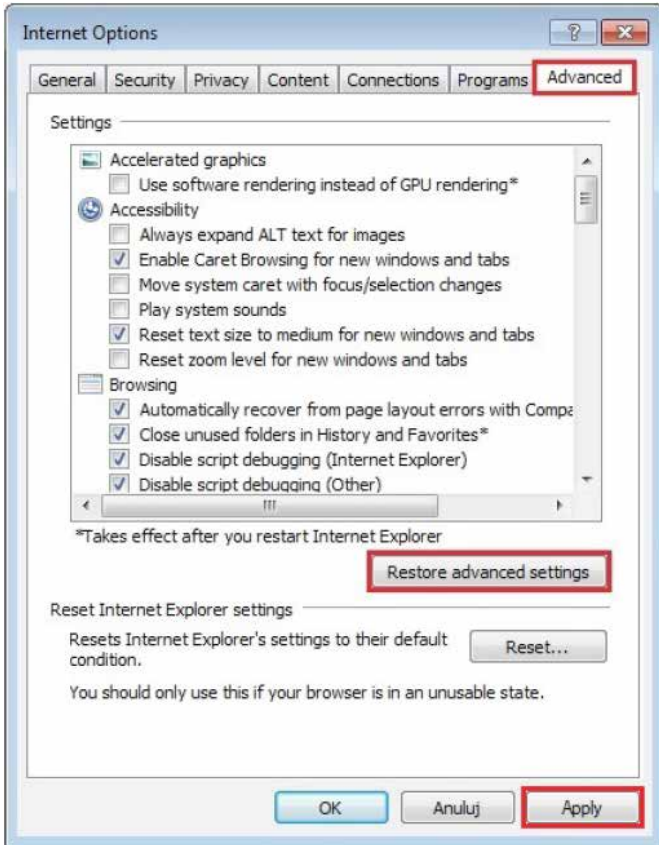 Internet Options
General Security Privacy Content Connections Programs Advanced
Settings
Accelerated graphics
Use software rendering instead of GPU rendering*
Accessibility
Always expand ALT text for images
Enable Caret Browsing for new windows and tabs
Move system caret with focus/selection changes
Play system sounds
Reset text size to medium for new windows and tabs
Reset zoom level for new windows and tabs
Browsing
Automatically recover from page layout errors with Compa
Close unused folders in History and Favorites*
Disable script debugging (Internet Explorer)
Disable script debugging (Other)
*Takes effect after you restart Internet Explorer
Restore advanced settings
Reset Internet Explorer settings
Resets Internet Explorer's settings to their default
condition.
Reset...
You should only use this if your browser is in an unusable state.
OK Anuluj Apply